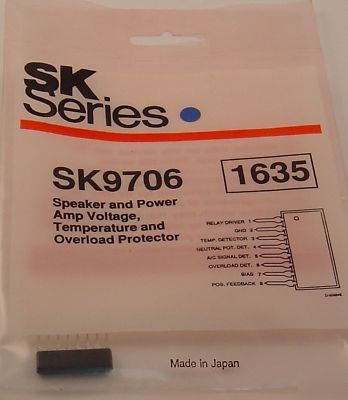 SK
Series
SK9706
1635
Speaker and Power
Amp Voltage,
Temperature and
Overload Protector
RELAY DRIVER 1
GND 2
TEMP. DETECTOR 3
NEUTRAL POT. DET. 4
A/C SIGNAL DET. 5
OVERLOAD DET. 6
BIAS 7
POS. FEEDBACK 8
Made in Japan